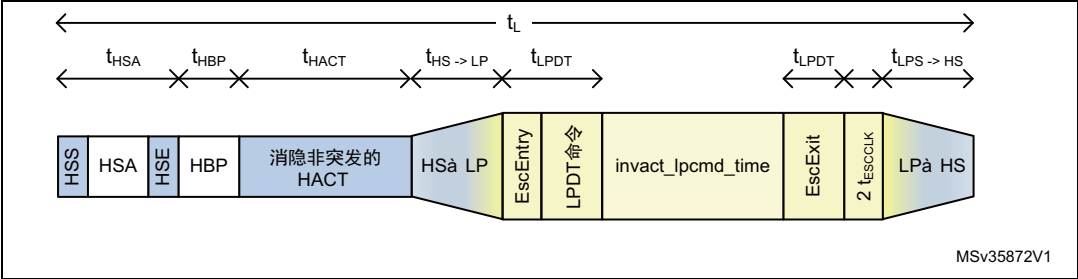 tL
tHSA
tHBP
tHACT
tHS -> LP
tLPDT
tLPDT
tLPS -> HS
HSS
HSA
HSE
HBP
消隐非突发的
HACT
HSà LP
EscEntry
LPDT命令
invact_lpcmd_time
EscExit
2 tESCCLK
LPà HS
MSv35872V1